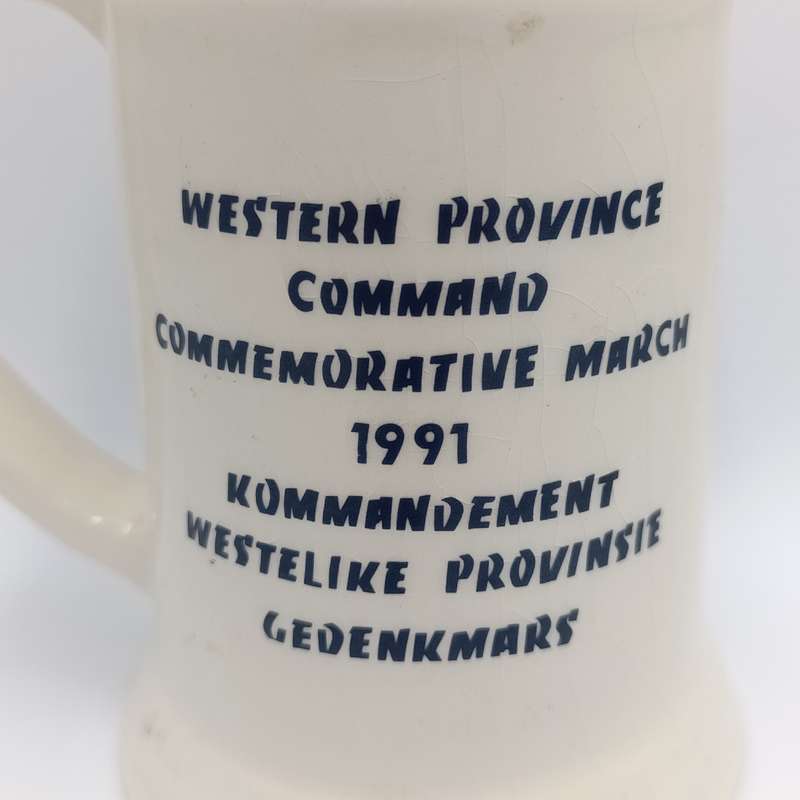 WESTERN PROVINCE
COMMAND
COMMEMORATIVE MARCH
1991
KOMMANDEMENT
WESTELIKE PROVINSIE
GEDENKMARS